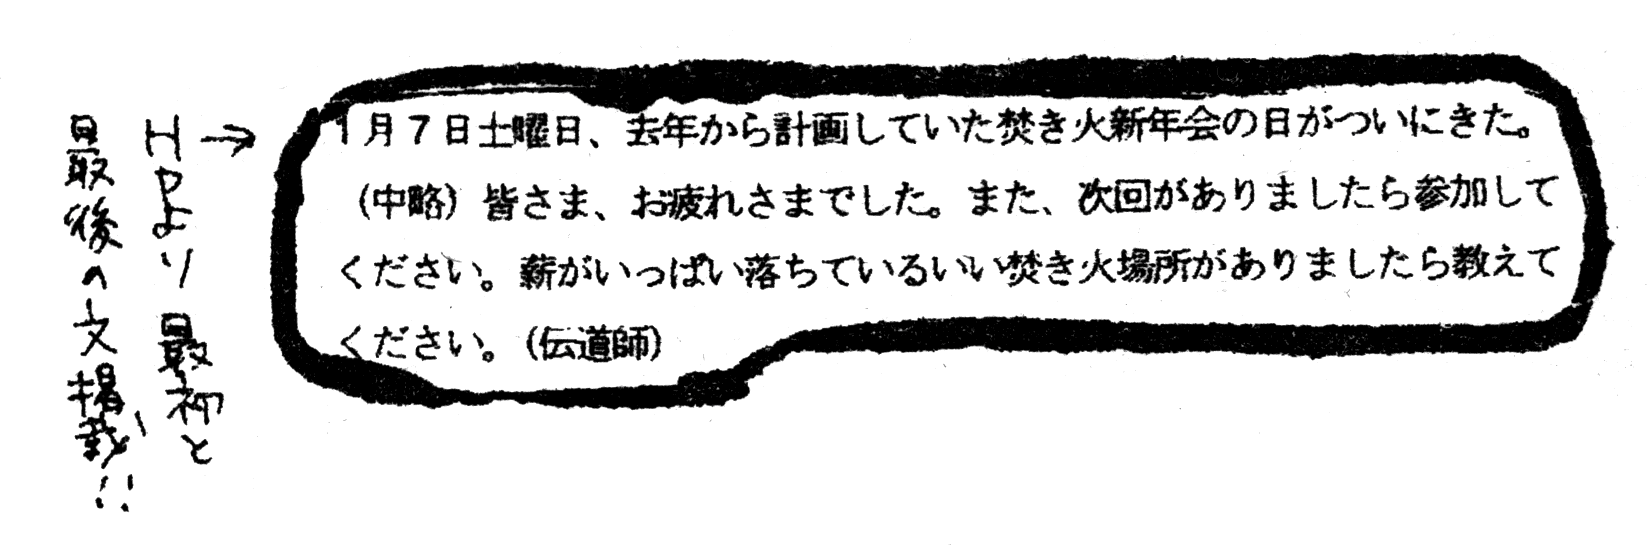 HPより最初と
最後の文掲載!!
→
1月7日土曜日、去年から計画していた焚き火新年会の日がついにきた。
(中略)皆さま、お疲れさまでした。また、次回がありましたら参加して
ください。薪がいっぱい落ちているいい焚き火場所がありましたら教えて
ください。(伝道師)